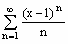 ∞
∑ (x−1)ⁿ / n
n=1